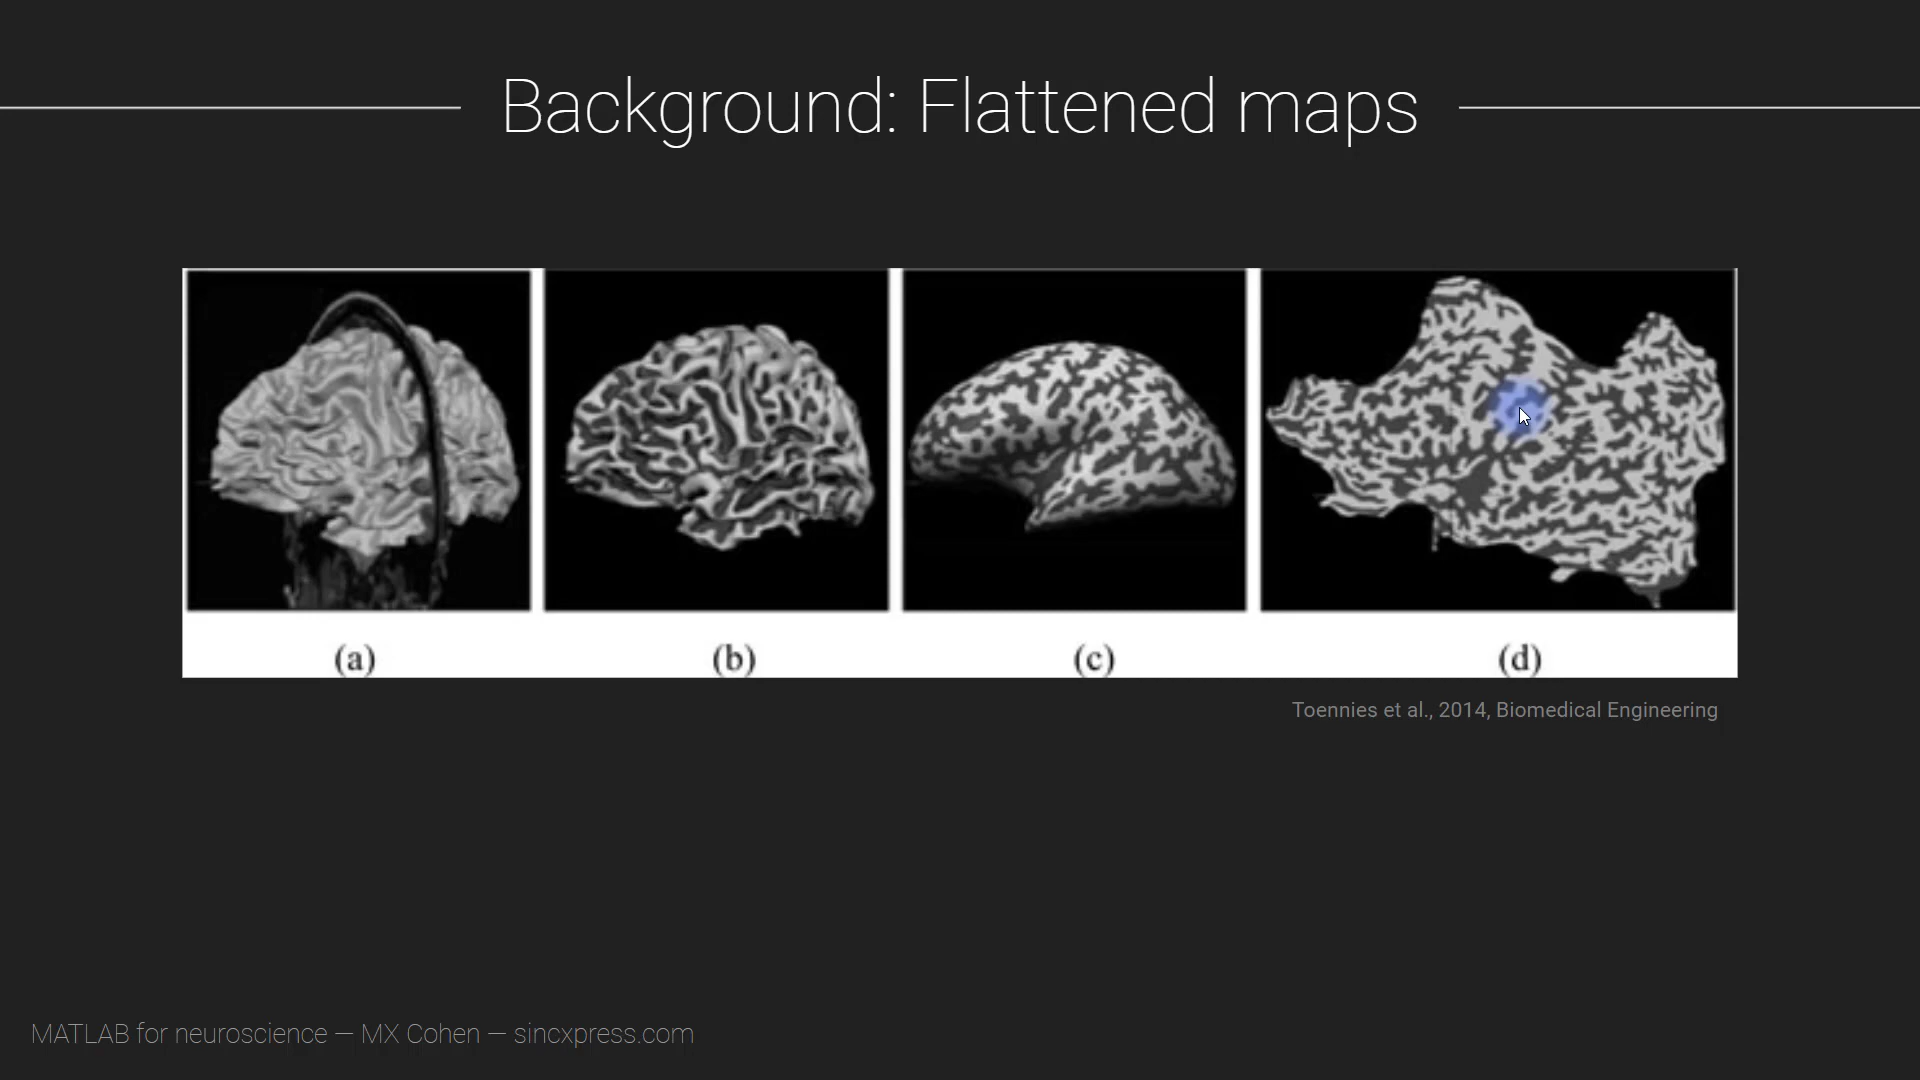 Background: Flattened maps
(a) (b) (c) (d)
Toennies et al., 2014, Biomedical Engineering
MATLAB for neuroscience — MX Cohen — sincxpress.com